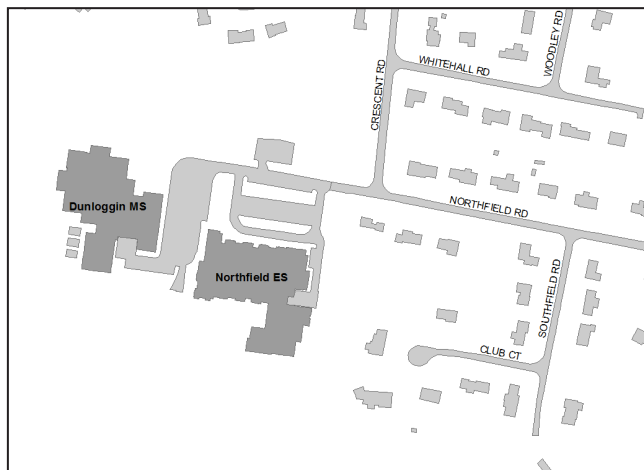 WOODLEY RD
WHITEHALL RD
CRESCENT RD
Dunloggin MS
NORTHFIELD RD
Northfield ES
SOUTHFIELD RD
CLUB CT